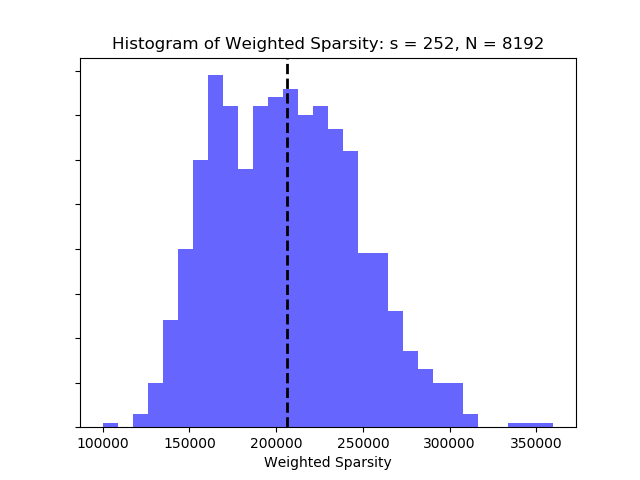 Histogram of Weighted Sparsity: s = 252, N = 8192
100000 150000 200000 250000 300000 350000
Weighted Sparsity